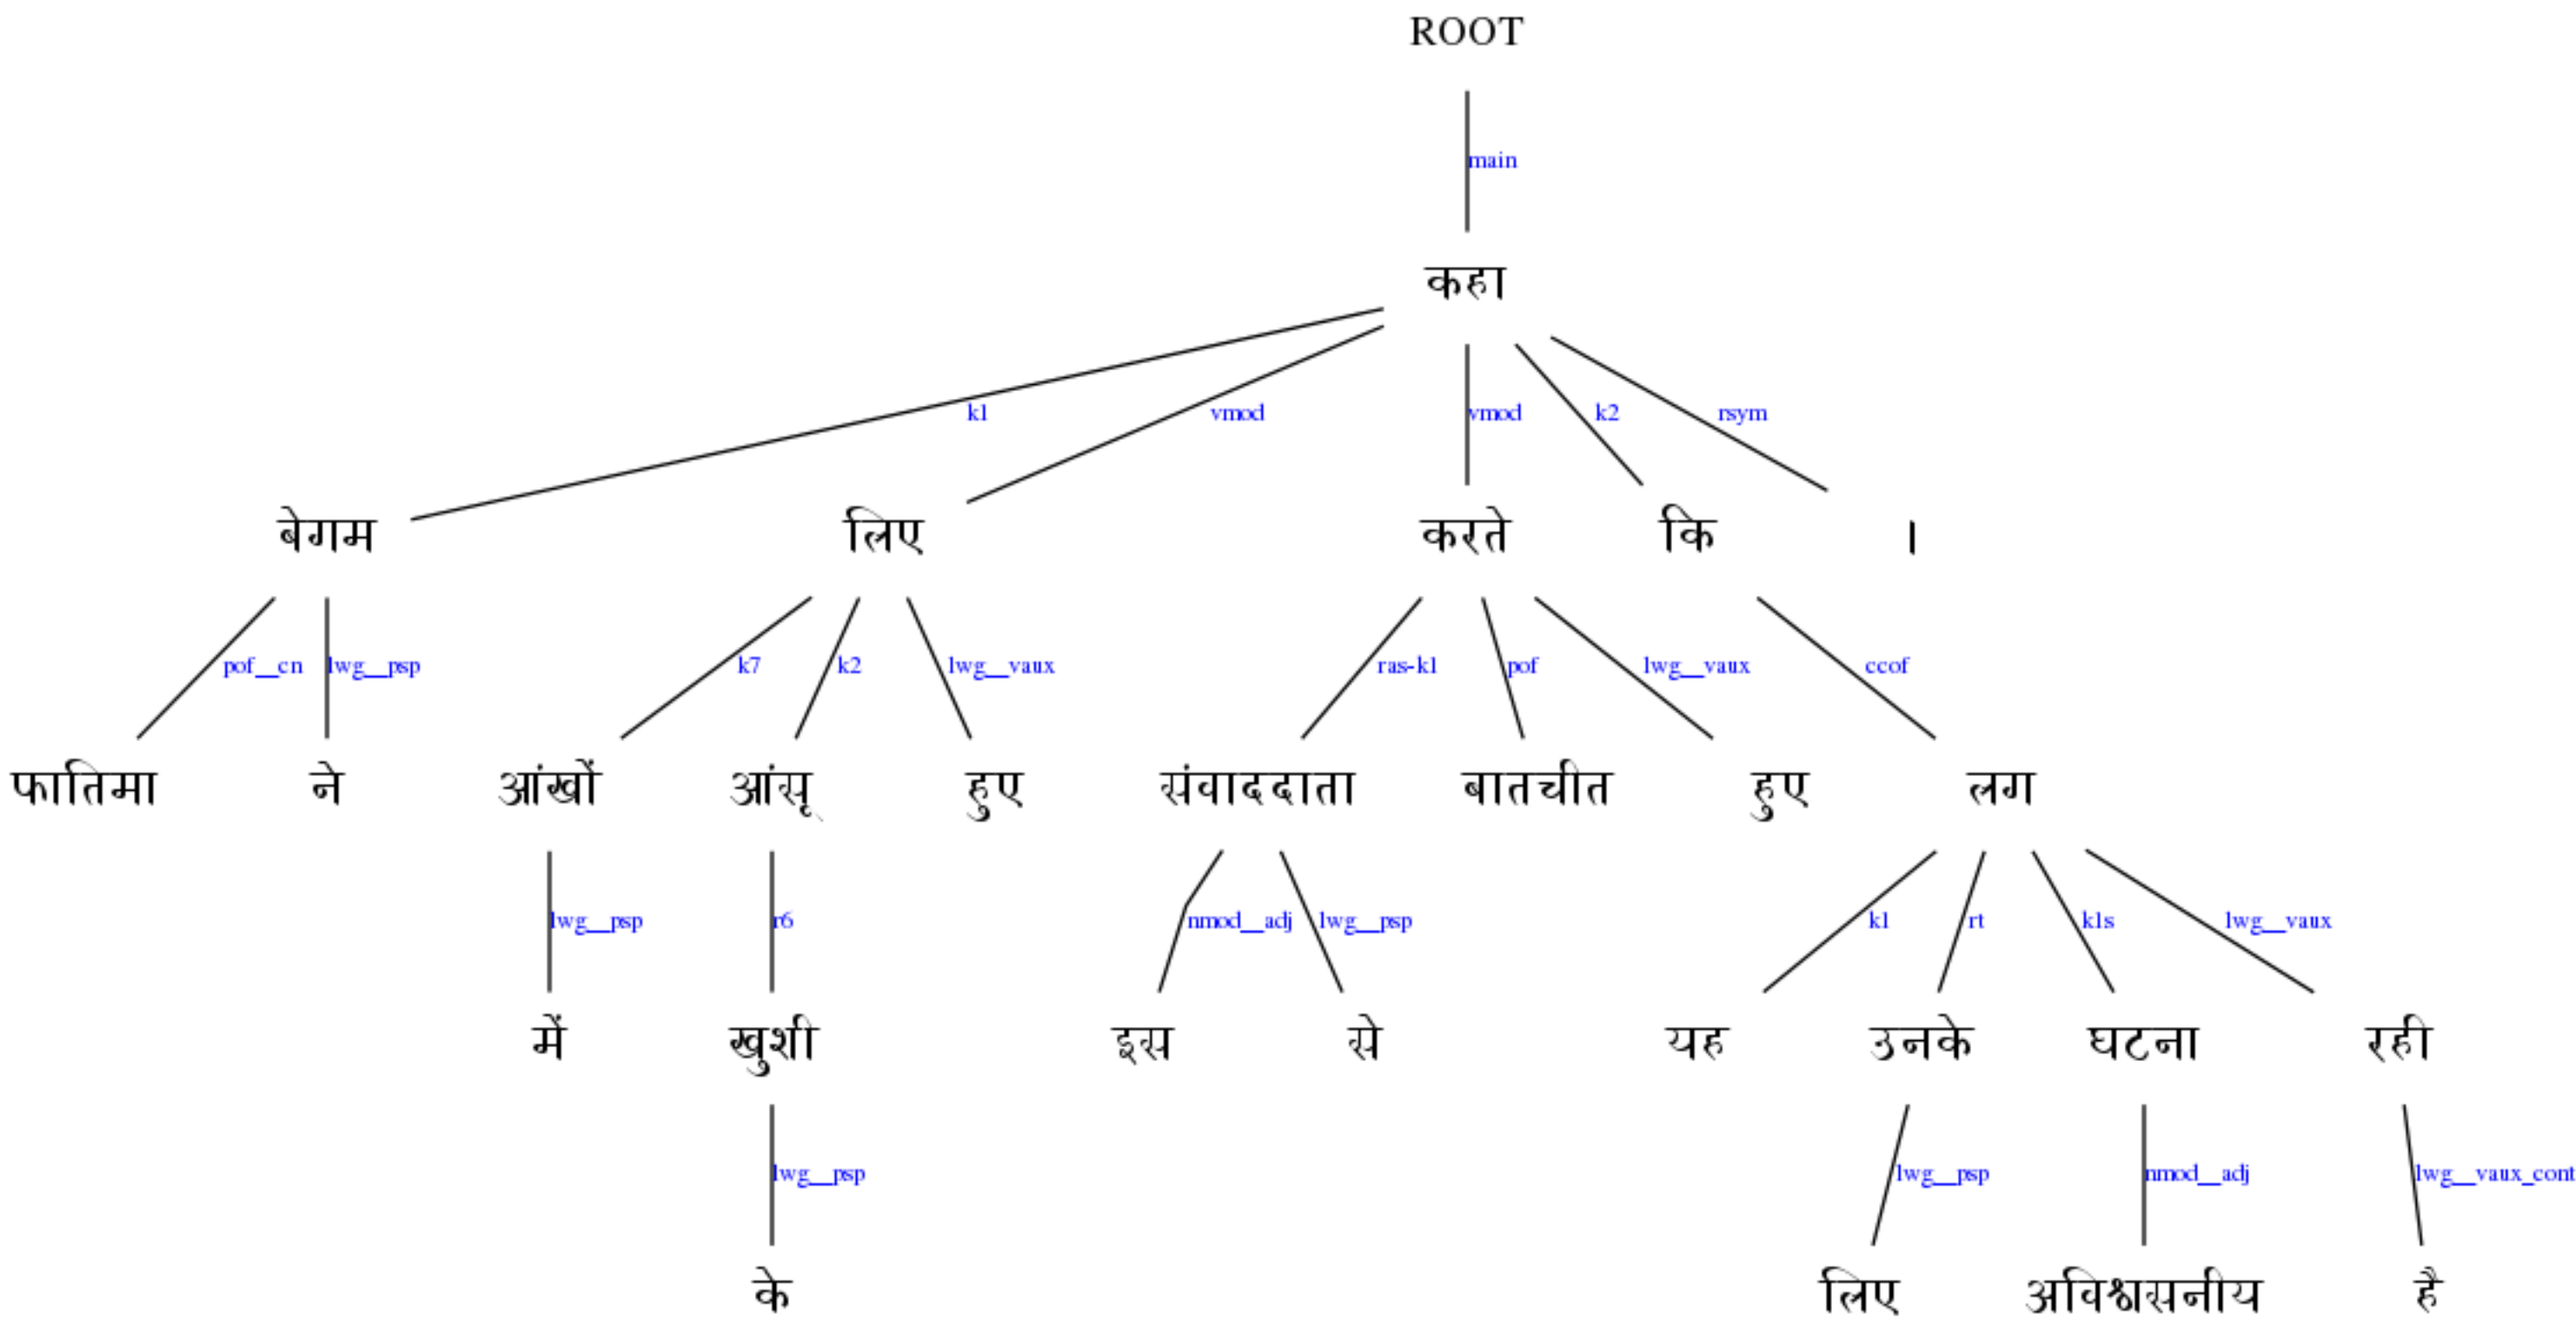 ROOT
main
कहा
k1 vmod vmod k2 rsym
बेगम लिए करते कि ।
pof__cn lwg__psp k7 k2 lwg__vaux ras-k1 pof lwg__vaux ccof
फातिमा ने आंखों आंसू हुए संवाददाता बातचीत हुए लग
lwg__psp r6 nmod__adj lwg__psp k1 rt k1s lwg__vaux
में खुशी इस से यह उनके घटना रही
lwg__psp lwg__psp nmod__adj lwg__vaux_cont
के लिए अविश्वसनीय है